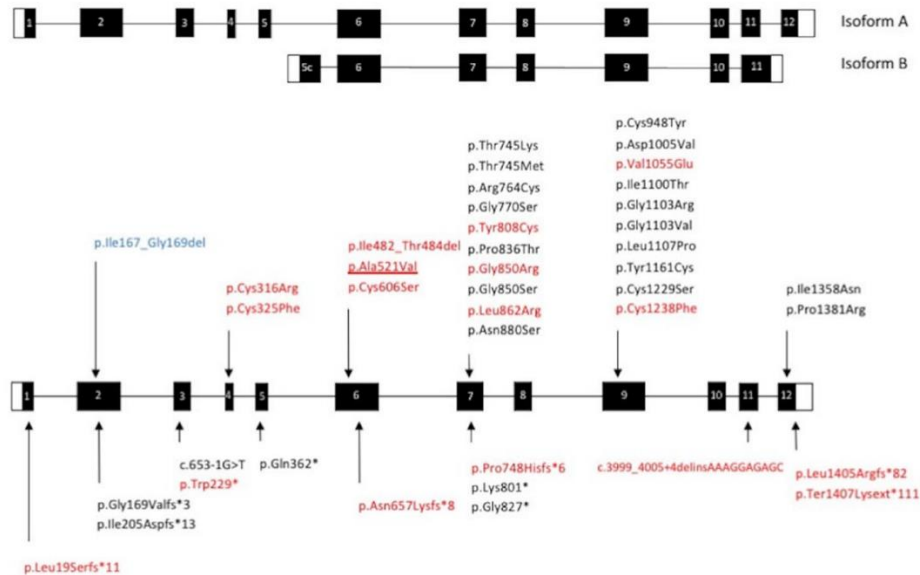 1 2 3 4 5 6 7 8 9 10 11 12 Isoform A
5c 6 7 8 9 10 11 Isoform B
p.Ile167_Gly169del
p.Cys316Arg
p.Cys325Phe
p.Ile482_Thr484del
p.Ala521Val
p.Cys606Ser
p.Thr745Lys
p.Thr745Met
p.Arg764Cys
p.Gly770Ser
p.Tyr808Cys
p.Pro836Thr
p.Gly850Arg
p.Gly850Ser
p.Leu862Arg
p.Asn880Ser
p.Cys948Tyr
p.Asp1005Val
p.Val1055Glu
p.Ile1100Thr
p.Gly1103Arg
p.Gly1103Val
p.Leu1107Pro
p.Tyr1161Cys
p.Cys1229Ser
p.Cys1238Phe
p.Ile1358Asn
p.Pro1381Arg
1 2 3 4 5 6 7 8 9 10 11 12
p.Leu19Serfs*11
p.Gly169Valfs*3
p.Ile205Aspfs*13
c.653-1G>T
p.Trp229*
p.Gln362*
p.Asn657Lysfs*8
p.Pro748Hisfs*6
p.Lys801*
p.Gly827*
c.3999_4005+4delinsAAAGGAGAGC
p.Leu1405Argfs*82
p.Ter1407Lysext*111